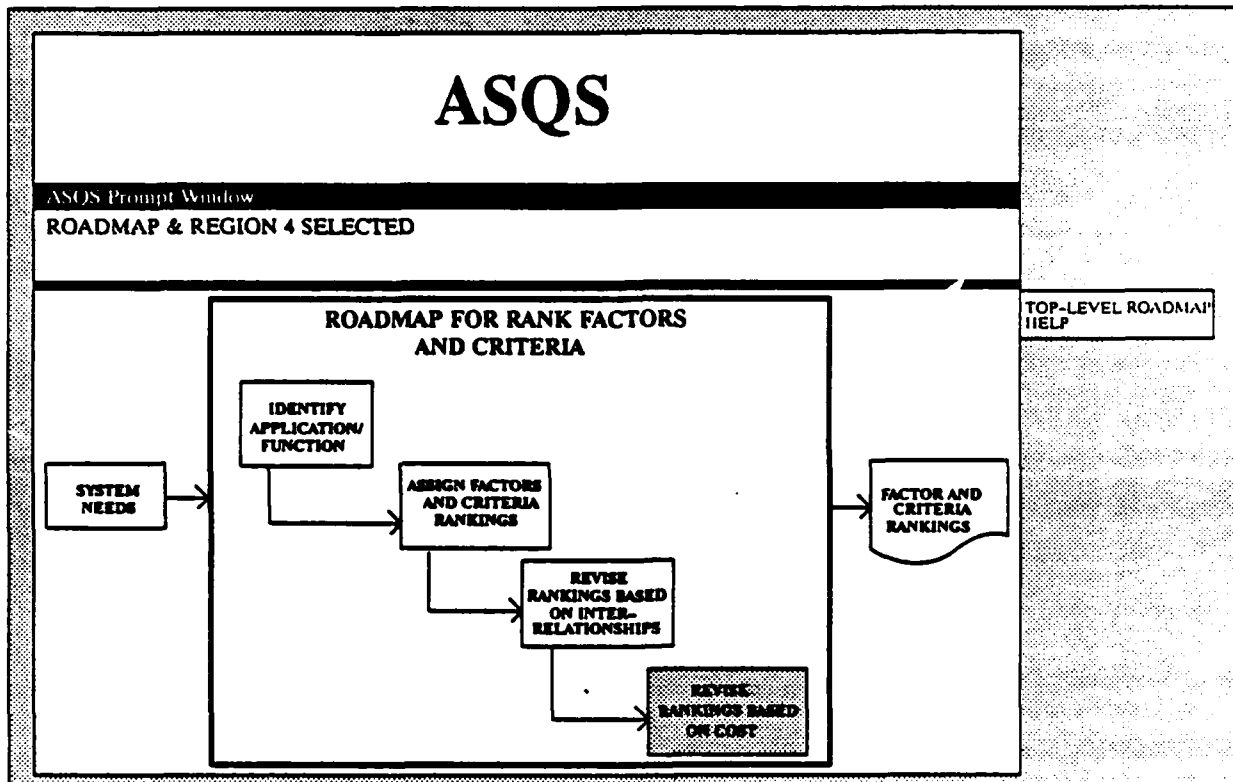 ASQS
ASQS Prompt Window
ROADMAP & REGION 4 SELECTED
TOP-LEVEL ROADMAP
HELP
ROADMAP FOR RANK FACTORS
AND CRITERIA
IDENTIFY
APPLICATION/
FUNCTION
SYSTEM
NEEDS
ASSIGN FACTORS
AND CRITERIA
RANKINGS
FACTOR AND
CRITERIA
RANKINGS
REVISE
RANKINGS BASED
ON INTER-
RELATIONSHIPS
REVISE
RANKINGS BASED
ON COST